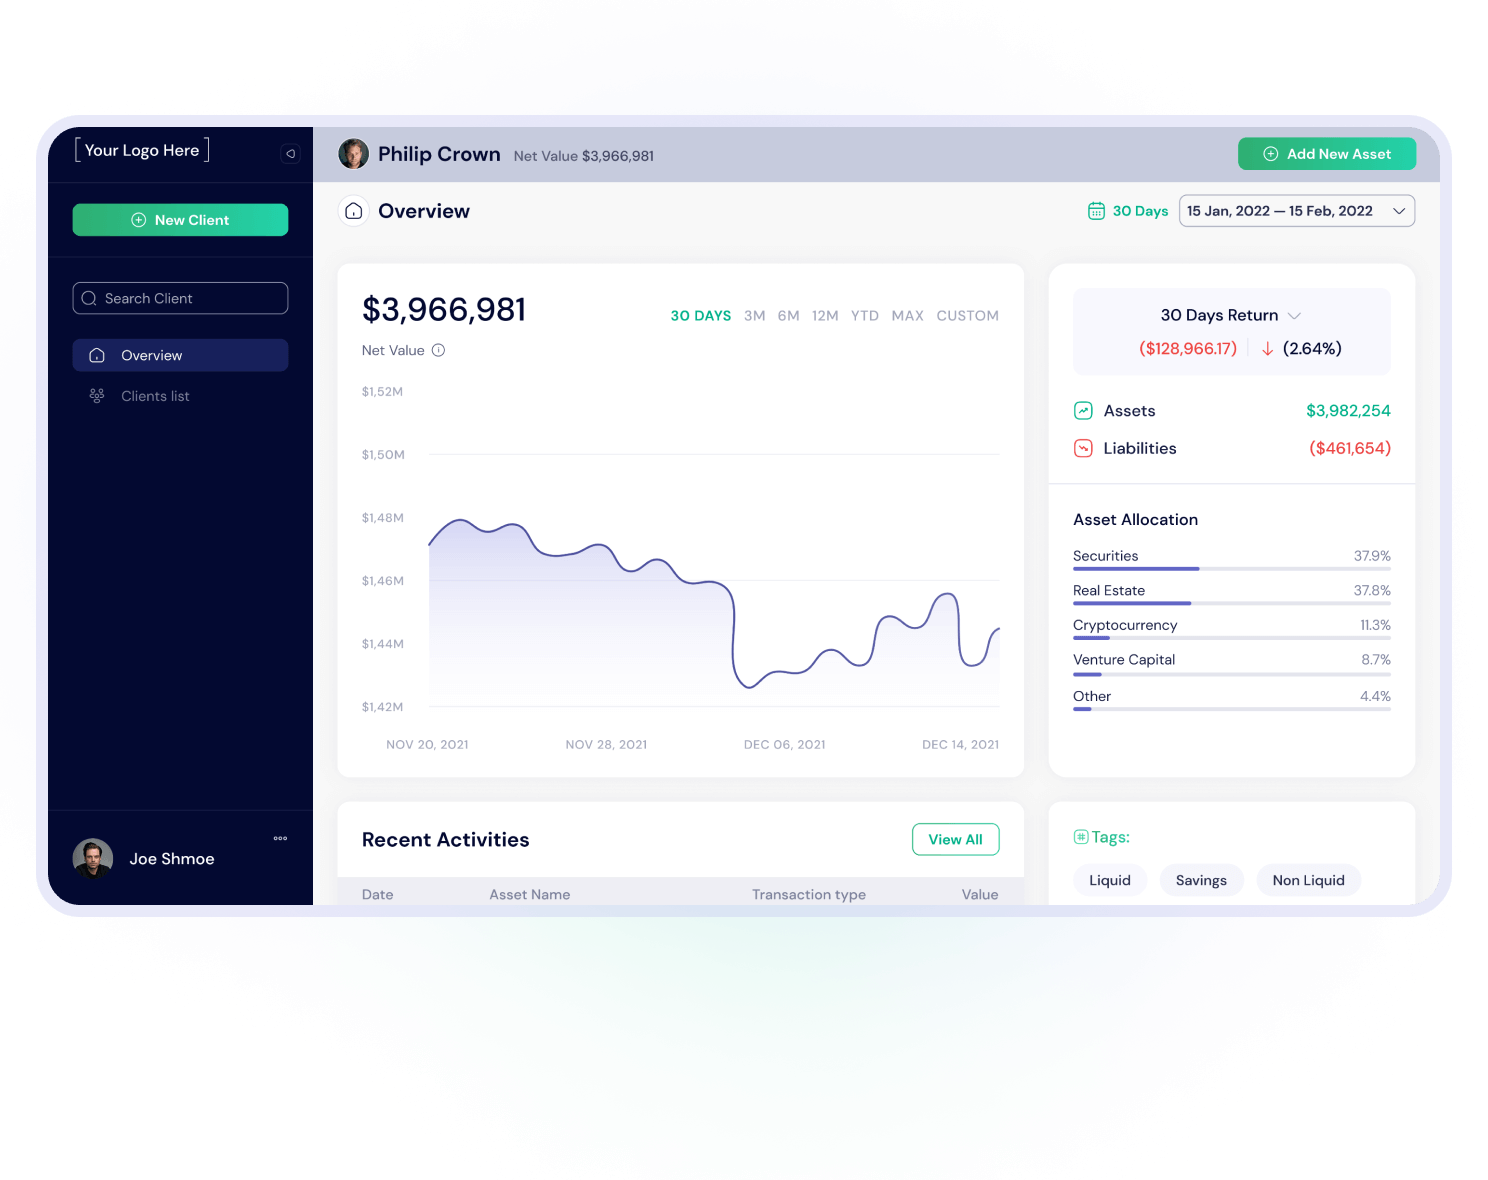 Your Logo Here
New Client
Search Client
Overview
Clients list
Joe Shmoe
Philip Crown Net Value $3,966,981
Add New Asset
Overview
30 Days 15 Jan, 2022 — 15 Feb, 2022
$3,966,981
30 DAYS 3M 6M 12M YTD MAX CUSTOM
Net Value
$1,52M
$1,50M
$1,48M
$1,46M
$1,44M
$1,42M
NOV 20, 2021 NOV 28, 2021 DEC 06, 2021 DEC 14, 2021
30 Days Return
($128,966.17) (2.64%)
Assets $3,982,254
Liabilities ($461,654)
Asset Allocation
Securities 37.9%
Real Estate 37.8%
Cryptocurrency 11.3%
Venture Capital 8.7%
Other 4.4%
Recent Activities
View All
Date Asset Name Transaction type Value
Tags:
Liquid Savings Non Liquid